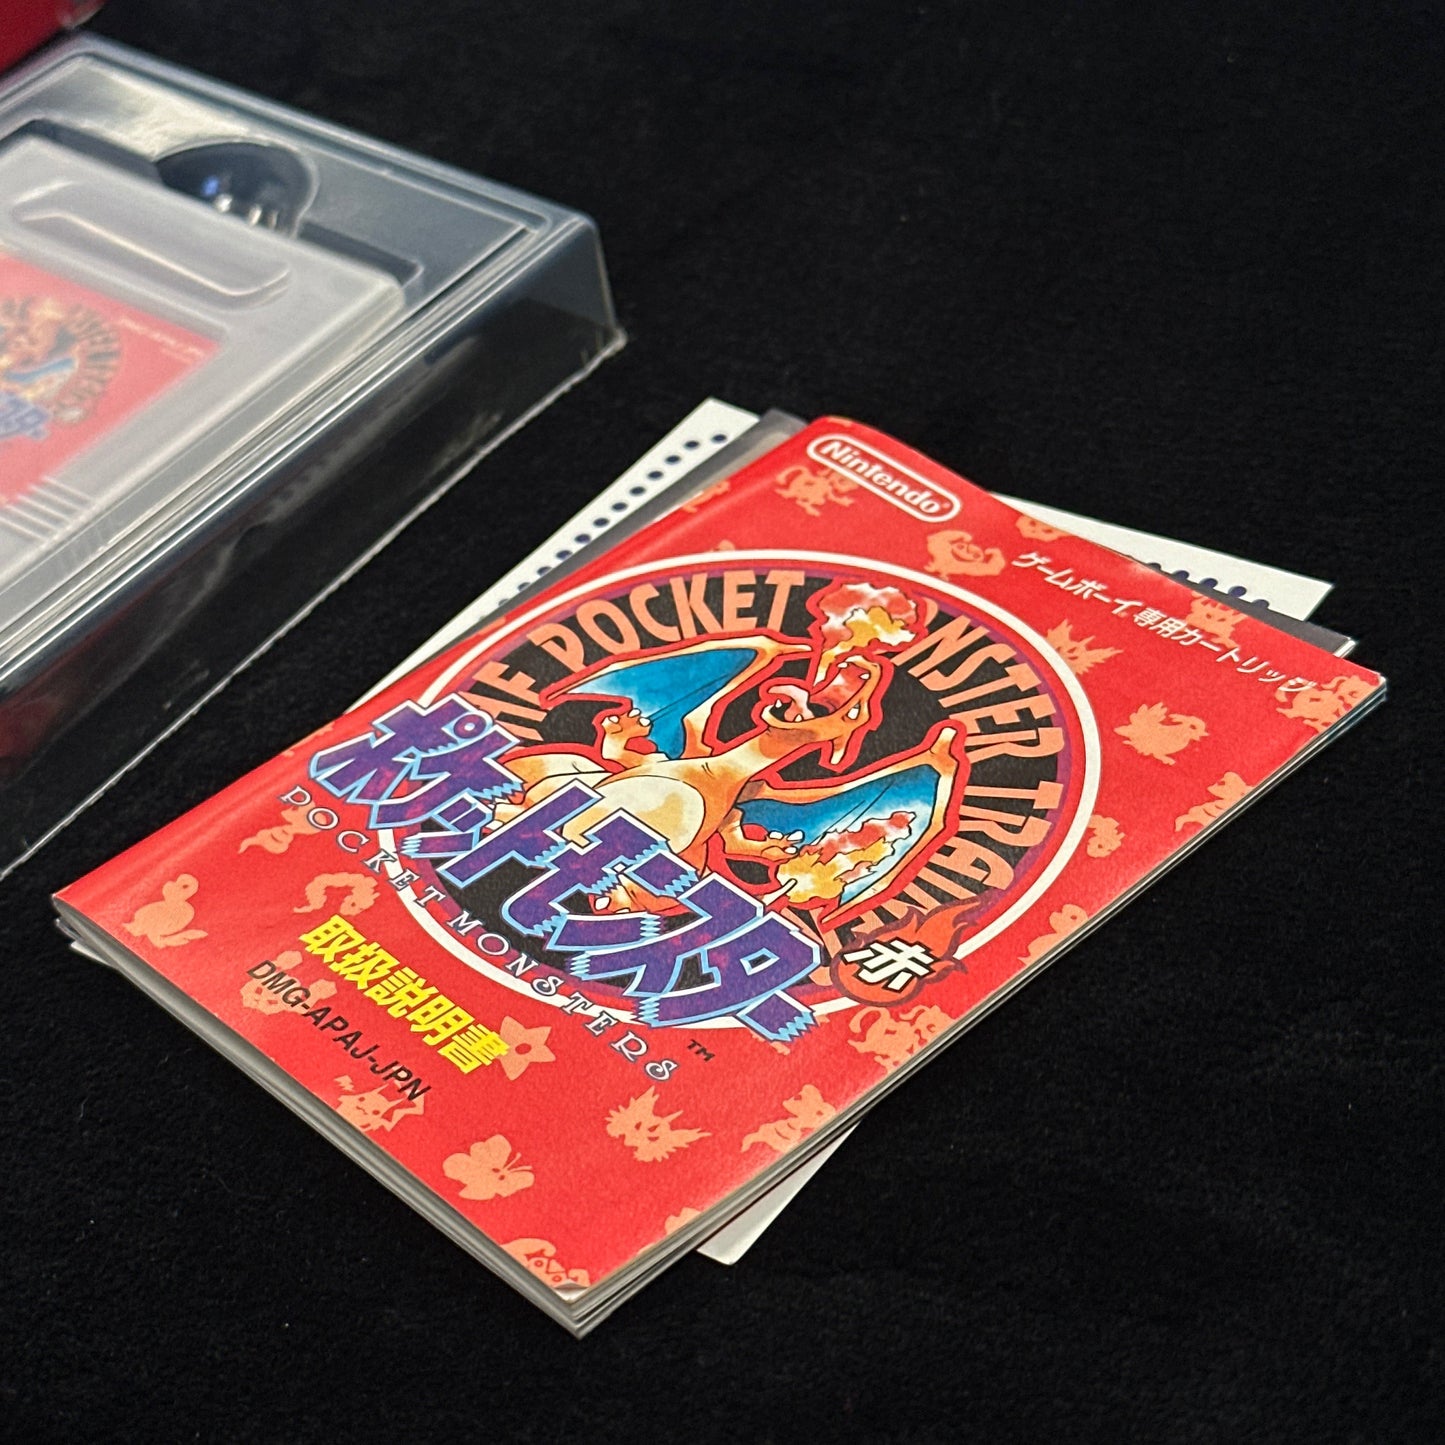 Nintendo®
ゲームボーイ®専用カートリッジ
THE POCKET MONSTER TRAINER
ポケットモンスター
赤
POCKET MONSTERS™
取扱説明書
DMG-APAJ-JPN